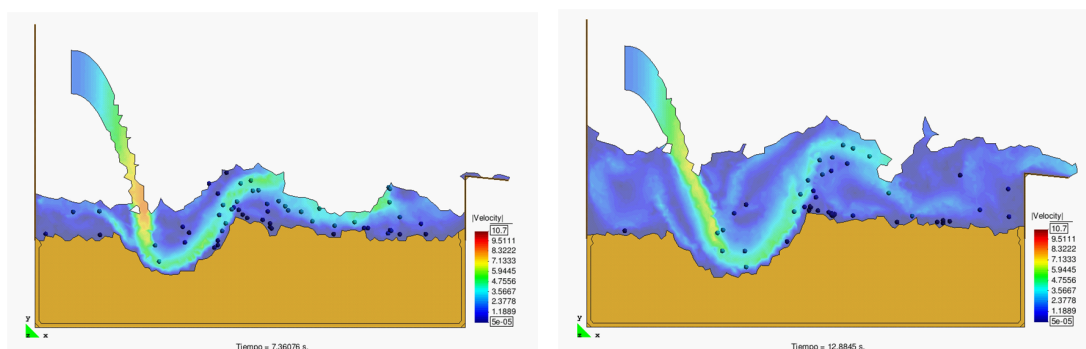 |Velocity|
10.7
9.5111
8.3222
7.1333
5.9445
4.7556
3.5667
2.3778
1.1889
5e-05
y
z
x
Tiempo = 7.36076 s.
|Velocity|
10.7
9.5111
8.3222
7.1333
5.9445
4.7556
3.5667
2.3778
1.1889
5e-05
y
z
x
Tiempo = 12.8845 s.